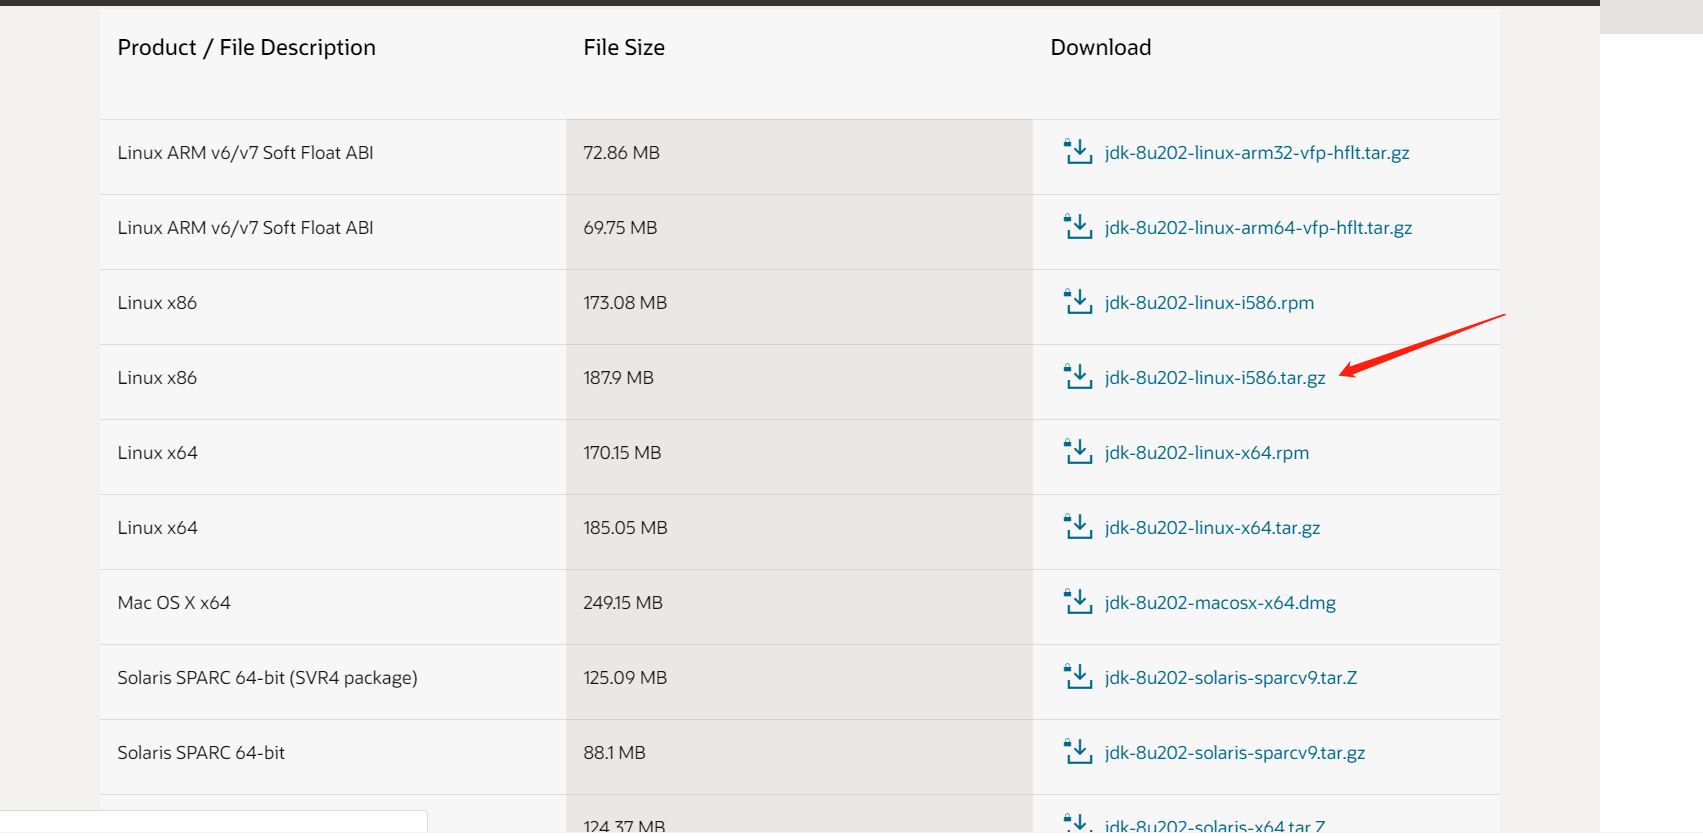 Product / File Description File Size Download
Linux ARM v6/v7 Soft Float ABI 72.86 MB jdk-8u202-linux-arm32-vfp-hflt.tar.gz
Linux ARM v6/v7 Soft Float ABI 69.75 MB jdk-8u202-linux-arm64-vfp-hflt.tar.gz
Linux x86 173.08 MB jdk-8u202-linux-i586.rpm
Linux x86 187.9 MB jdk-8u202-linux-i586.tar.gz
Linux x64 170.15 MB jdk-8u202-linux-x64.rpm
Linux x64 185.05 MB jdk-8u202-linux-x64.tar.gz
Mac OS X x64 249.15 MB jdk-8u202-macosx-x64.dmg
Solaris SPARC 64-bit (SVR4 package) 125.09 MB jdk-8u202-solaris-sparcv9.tar.Z
Solaris SPARC 64-bit 88.1 MB jdk-8u202-solaris-sparcv9.tar.gz
124.37 MB jdk-8u202-solaris-x64.tar.Z